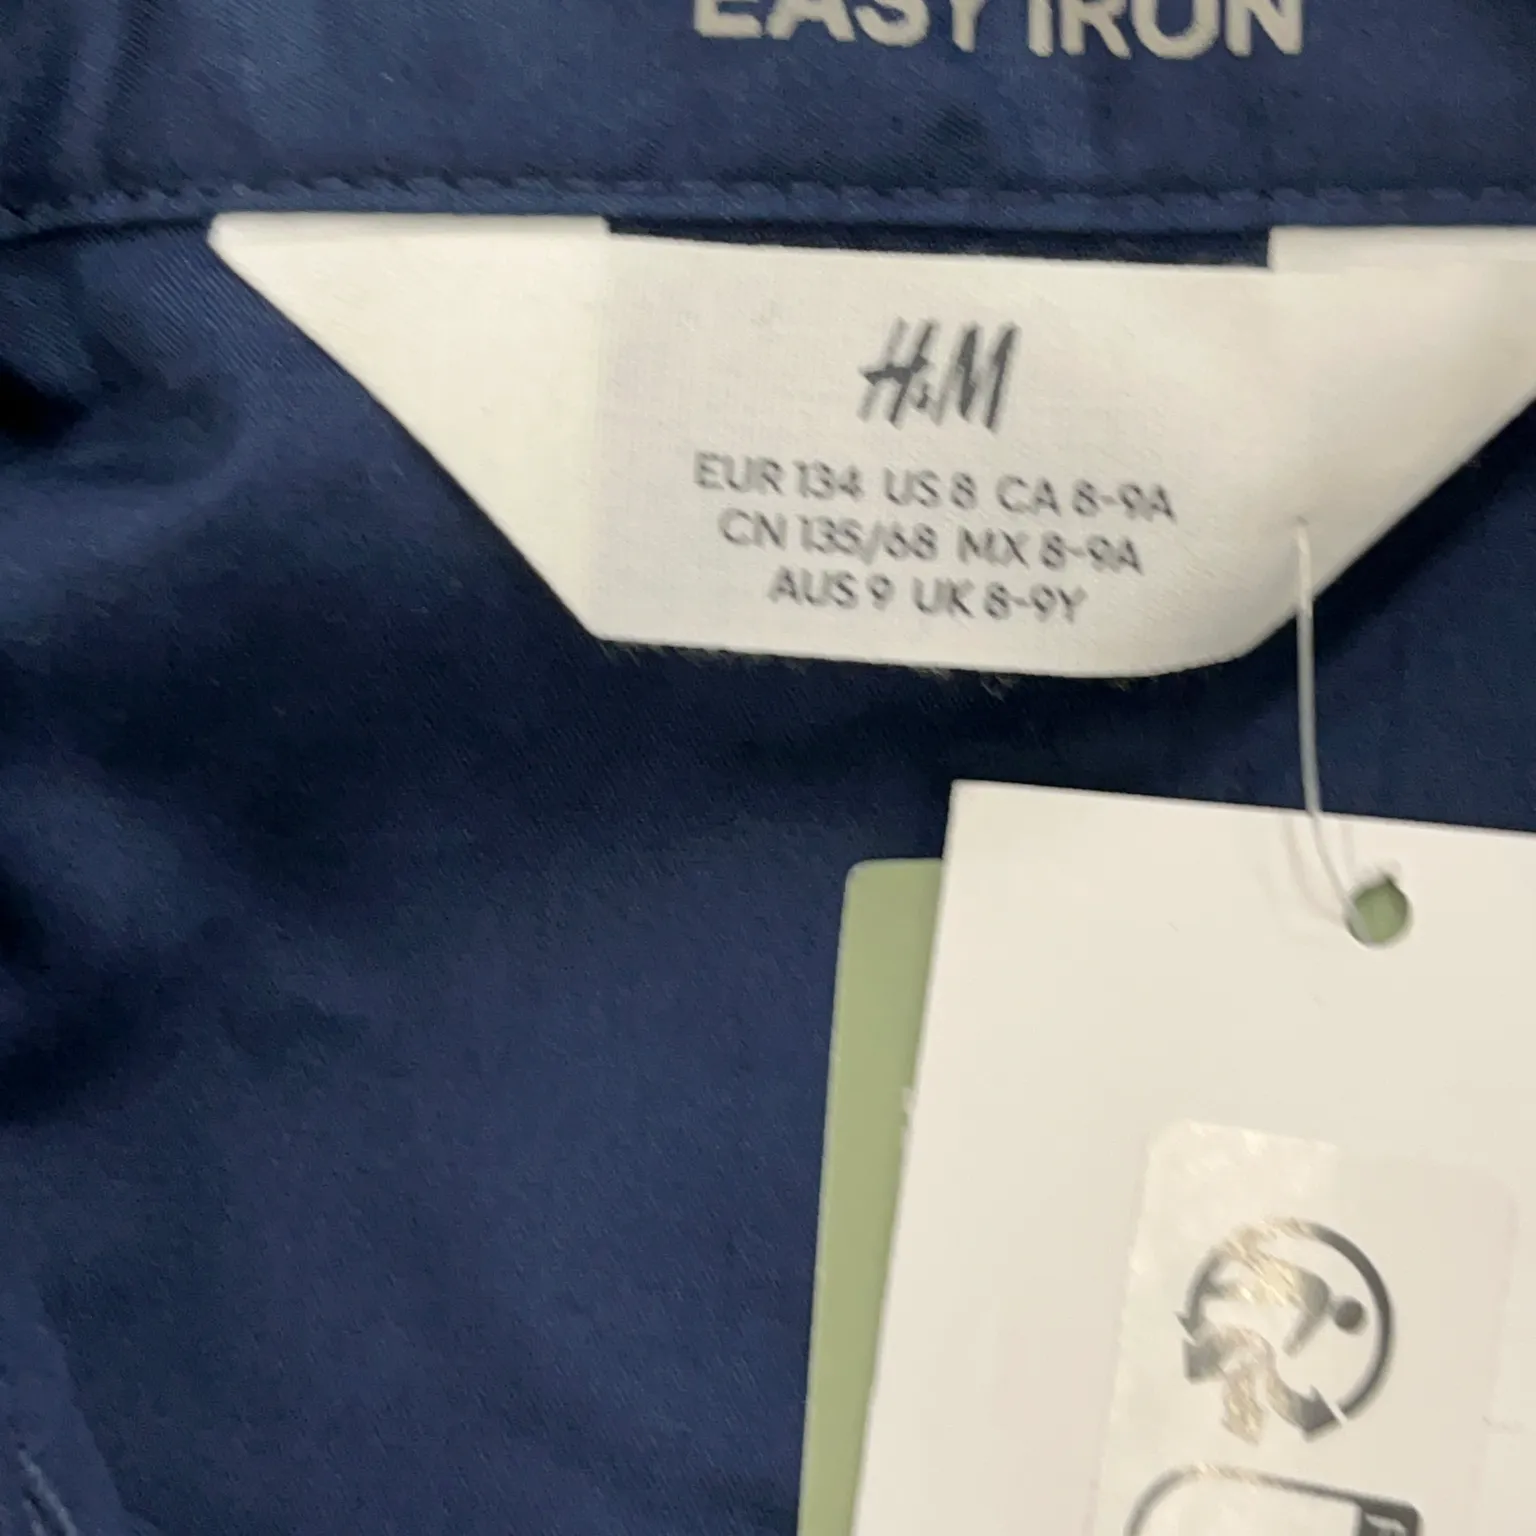 EASY IRON
H&M
EUR 134 US 8 CA 8-9A
CN 135/68 MX 8-9A
AUS 9 UK 8-9Y